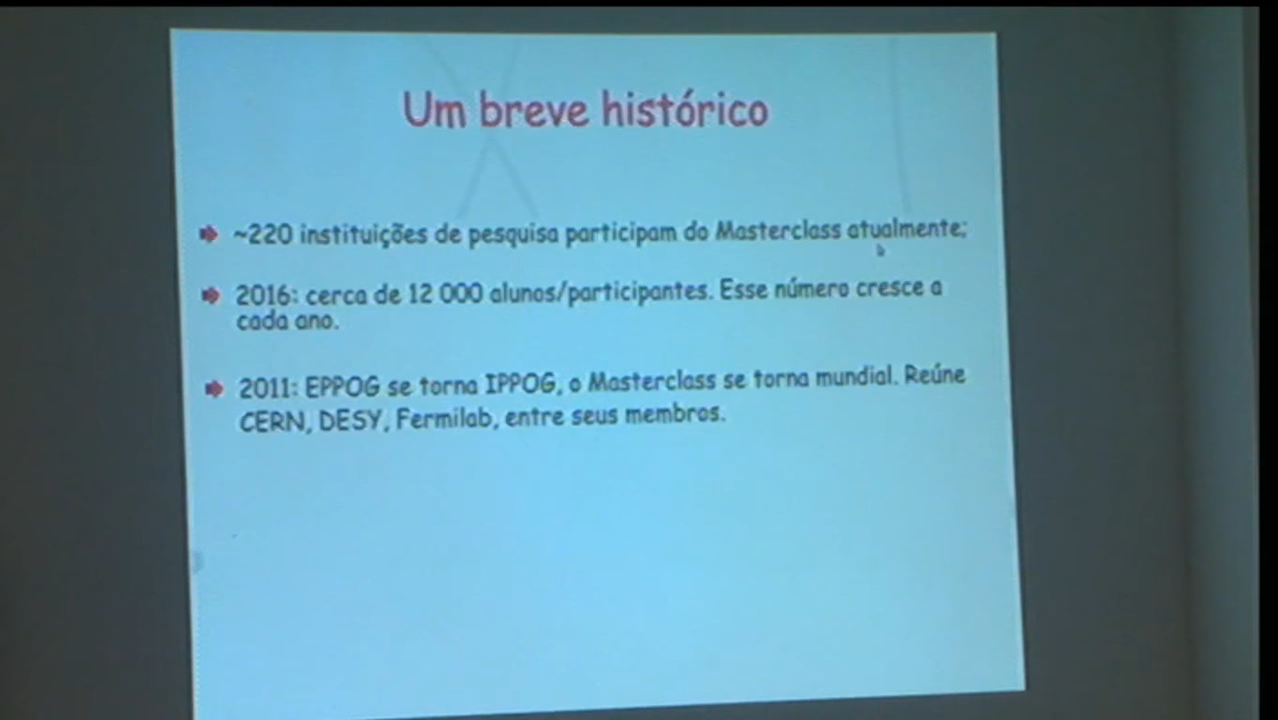 Um breve histórico
~220 instituições de pesquisa participam do Masterclass atualmente;
2016: cerca de 12 000 alunos/participantes. Esse número cresce a
cada ano.
2011: EPPOG se torna IPPOG, o Masterclass se torna mundial. Reúne
CERN, DESY, Fermilab, entre seus membros.